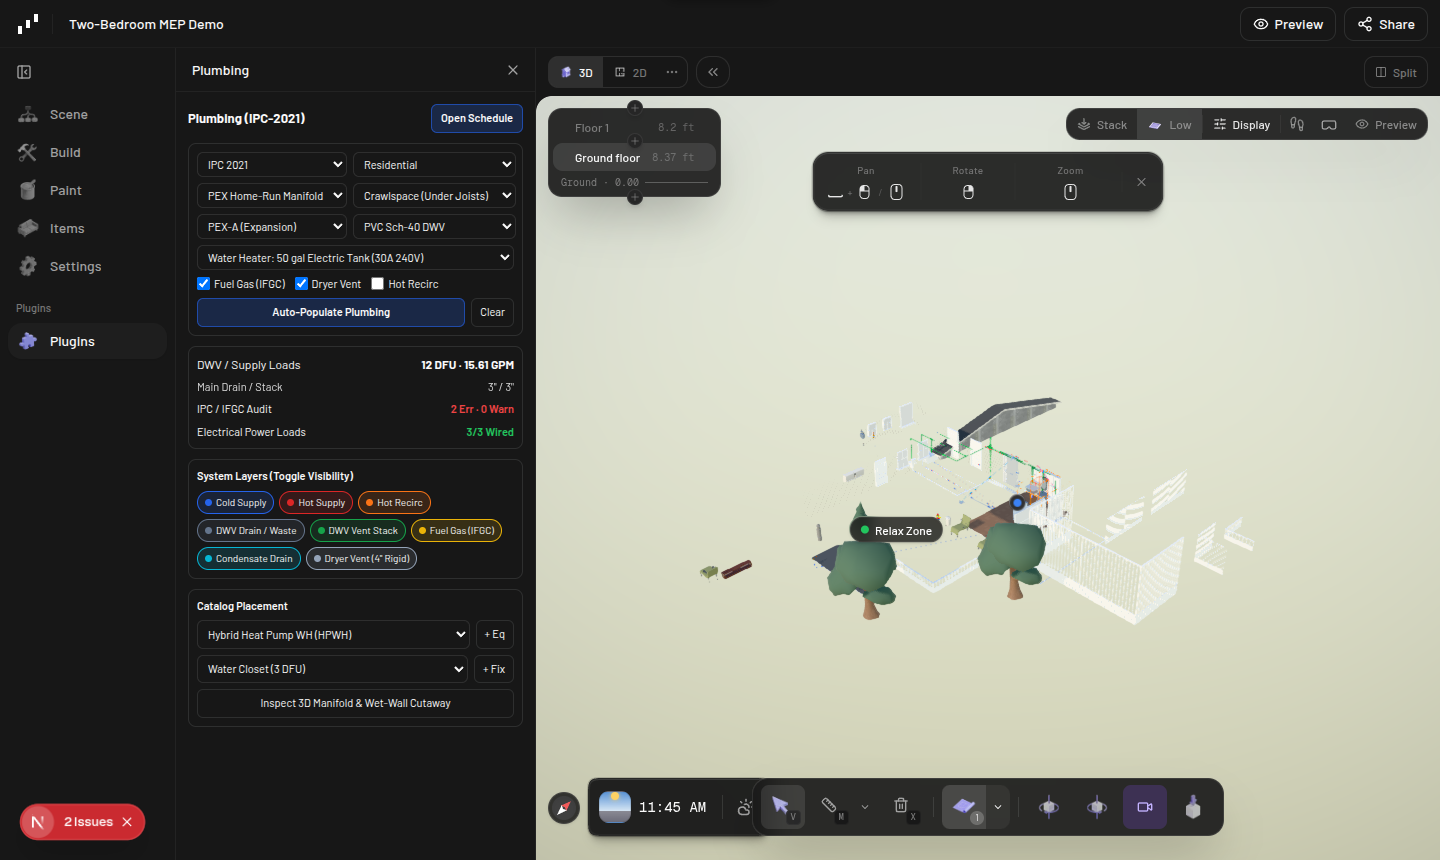 Two-Bedroom MEP Demo
Preview
Share
Scene
Build
Paint
Items
Settings
Plugins
Plugins
N
2 Issues
Plumbing
Plumbing (IPC-2021)
Open Schedule
IPC 2021
Residential
PEX Home-Run Manifold
Crawlspace (Under Joists)
PEX-A (Expansion)
PVC Sch-40 DWV
Water Heater: 50 gal Electric Tank (30A 240V)
Fuel Gas (IFGC)
Dryer Vent
Hot Recirc
Auto-Populate Plumbing
Clear
DWV / Supply Loads
12 DFU · 15.61 GPM
Main Drain / Stack
3" / 3"
IPC / IFGC Audit
2 Err · 0 Warn
Electrical Power Loads
3/3 Wired
System Layers (Toggle Visibility)
Cold Supply
Hot Supply
Hot Recirc
DWV Drain / Waste
DWV Vent Stack
Fuel Gas (IFGC)
Condensate Drain
Dryer Vent (4" Rigid)
Catalog Placement
Hybrid Heat Pump WH (HPWH)
+ Eq
Water Closet (3 DFU)
+ Fix
Inspect 3D Manifold & Wet-Wall Cutaway
3D
2D
Split
Floor 1
8.2 ft
Ground floor
8.37 ft
Ground · 0.00
Stack
Low
Display
Preview
Pan
Rotate
Zoom
+
/
Relax Zone
11:45 AM
V
M
X
1